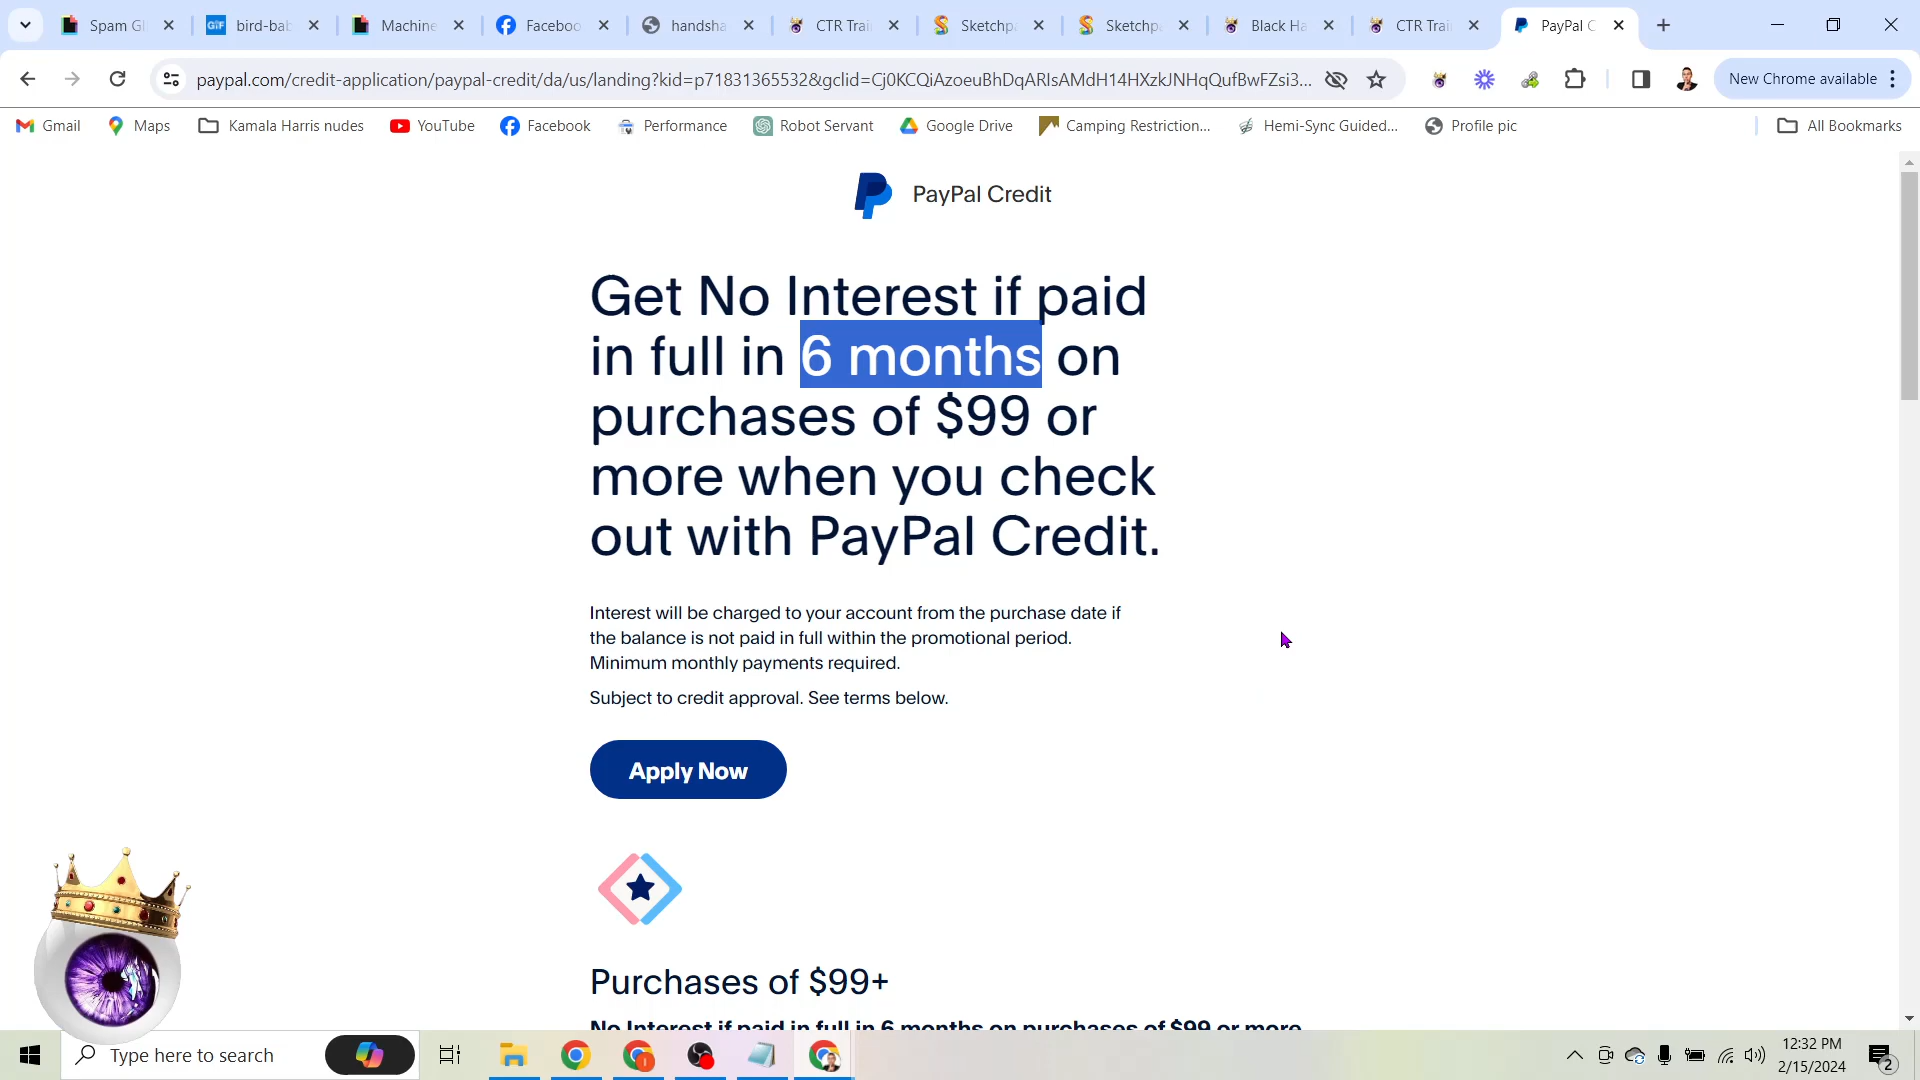 Spam Gl
bird-bab
Machine
Faceboo
handsha
CTR Trai
Sketchp
Sketchp
Black Ha
CTR Trai
PayPal C
paypal.com/credit-application/paypal-credit/da/us/landing?kid=p71831365532&gclid=Cj0KCQiAzoeuBhDqARIsAMdH14HXzkJNHqQufBwFZsi3...
New Chrome available
Gmail
Maps
Kamala Harris nudes
YouTube
Facebook
Performance
Robot Servant
Google Drive
Camping Restriction...
Hemi-Sync Guided...
Profile pic
All Bookmarks
PayPal Credit
Get No Interest if paid
in full in 6 months on
purchases of $99 or
more when you check
out with PayPal Credit.
Interest will be charged to your account from the purchase date if
the balance is not paid in full within the promotional period.
Minimum monthly payments required.
Subject to credit approval. See terms below.
Apply Now
Purchases of $99+
No Interest if paid in full in 6 months on purchases of $99 or more
Type here to search
12:32 PM
2/15/2024
2